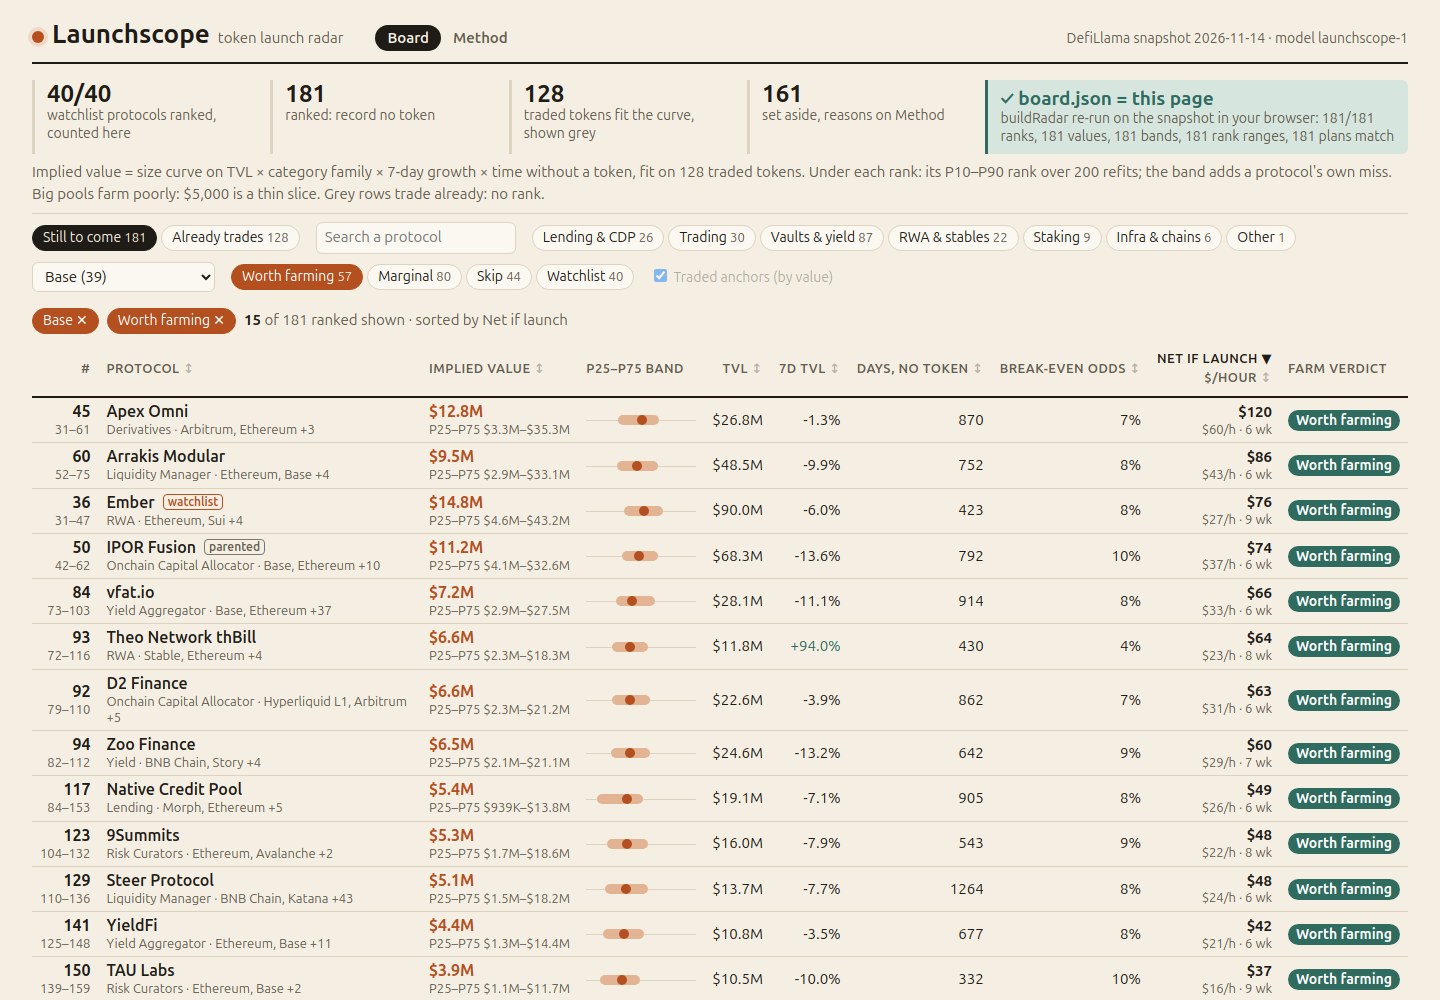 Launchscope token launch radar Board Method DefiLlama snapshot 2026-11-14 · model launchscope-1
40/40
watchlist protocols ranked,
counted here
181
ranked: record no token
128
traded tokens fit the curve,
shown grey
161
set aside, reasons on Method
✓ board.json = this page
buildRadar re-run on the snapshot in your browser: 181/181
ranks, 181 values, 181 bands, 181 rank ranges, 181 plans match
Implied value = size curve on TVL × category family × 7-day growth × time without a token, fit on 128 traded tokens. Under each rank: its P10–P90 rank over 200 refits; the band adds a protocol's own miss.
Big pools farm poorly: $5,000 is a thin slice. Grey rows trade already: no rank.
Still to come 181 Already trades 128 Search a protocol Lending & CDP 26 Trading 30 Vaults & yield 87 RWA & stables 22 Staking 9 Infra & chains 6 Other 1
Base (39) Worth farming 57 Marginal 80 Skip 44 Watchlist 40 Traded anchors (by value)
Base ✕ Worth farming ✕ 15 of 181 ranked shown · sorted by Net if launch
# PROTOCOL ↕ IMPLIED VALUE ↕ P25–P75 BAND TVL ↕ 7D TVL ↕ DAYS, NO TOKEN ↕ BREAK-EVEN ODDS ↕ NET IF LAUNCH ▼ FARM VERDICT
$/HOUR ↕
45 Apex Omni $12.8M $26.8M -1.3% 870 7% $120 Worth farming
31–61 Derivatives · Arbitrum, Ethereum +3 P25–P75 $3.3M–$35.3M $60/h · 6 wk
60 Arrakis Modular $9.5M $48.5M -9.9% 752 8% $86 Worth farming
52–75 Liquidity Manager · Ethereum, Base +4 P25–P75 $2.9M–$33.1M $43/h · 6 wk
36 Ember watchlist $14.8M $90.0M -6.0% 423 8% $76 Worth farming
31–47 RWA · Ethereum, Sui +4 P25–P75 $4.6M–$43.2M $27/h · 9 wk
50 IPOR Fusion parented $11.2M $68.3M -13.6% 792 10% $74 Worth farming
42–62 Onchain Capital Allocator · Base, Ethereum +10 P25–P75 $4.1M–$32.6M $37/h · 6 wk
84 vfat.io $7.2M $28.1M -11.1% 914 8% $66 Worth farming
73–103 Yield Aggregator · Base, Ethereum +37 P25–P75 $2.9M–$27.5M $33/h · 6 wk
93 Theo Network thBill $6.6M $11.8M +94.0% 430 4% $64 Worth farming
72–116 RWA · Stable, Ethereum +4 P25–P75 $2.3M–$18.3M $23/h · 8 wk
92 D2 Finance $6.6M $22.6M -3.9% 862 7% $63 Worth farming
79–110 Onchain Capital Allocator · Hyperliquid L1, Arbitrum P25–P75 $2.3M–$21.2M $31/h · 6 wk
+5
94 Zoo Finance $6.5M $24.6M -13.2% 642 9% $60 Worth farming
82–112 Yield · BNB Chain, Story +4 P25–P75 $2.1M–$21.1M $29/h · 7 wk
117 Native Credit Pool $5.4M $19.1M -7.1% 905 8% $49 Worth farming
84–153 Lending · Morph, Ethereum +5 P25–P75 $939K–$13.8M $26/h · 6 wk
123 9Summits $5.3M $16.0M -7.9% 543 9% $48 Worth farming
104–132 Risk Curators · Ethereum, Avalanche +2 P25–P75 $1.7M–$18.6M $22/h · 8 wk
129 Steer Protocol $5.1M $13.7M -7.7% 1264 8% $48 Worth farming
110–136 Liquidity Manager · BNB Chain, Katana +43 P25–P75 $1.5M–$18.2M $24/h · 6 wk
141 YieldFi $4.4M $10.8M -3.5% 677 8% $42 Worth farming
125–148 Yield Aggregator · Ethereum, Base +11 P25–P75 $1.3M–$14.4M $21/h · 6 wk
150 TAU Labs $3.9M $10.5M -10.0% 332 10% $37 Worth farming
139–159 Risk Curators · Ethereum, Base +2 P25–P75 $1.1M–$11.7M $16/h · 9 wk